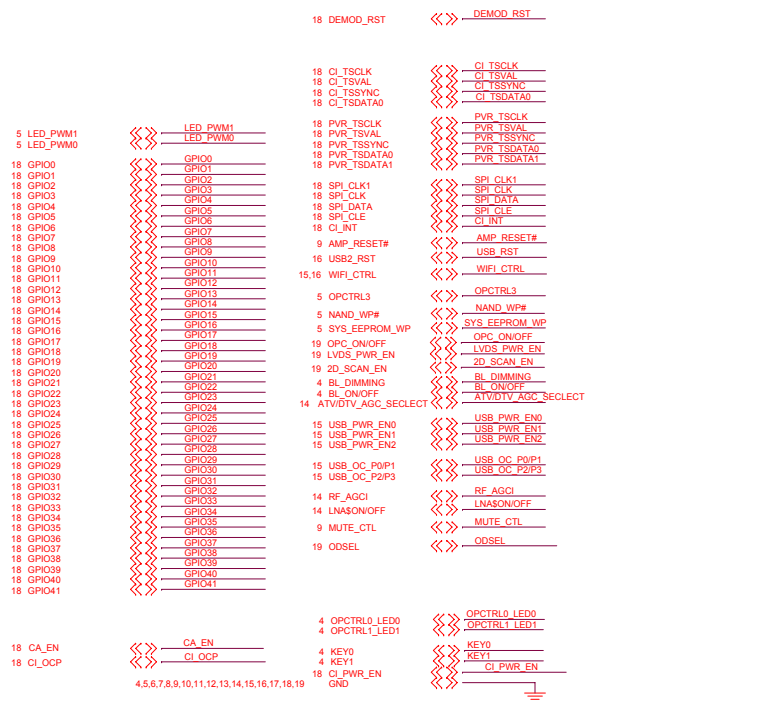 18 DEMOD_RST DEMOD_RST
18 CI_TSCLK CI_TSCLK
18 CI_TSVAL CI_TSVAL
18 CI_TSSYNC CI_TSSYNC
18 CI_TSDATA0 CI_TSDATA0
18 PVR_TSCLK PVR_TSCLK
18 PVR_TSVAL PVR_TSVAL
18 PVR_TSSYNC PVR_TSSYNC
18 PVR_TSDATA0 PVR_TSDATA0
18 PVR_TSDATA1 PVR_TSDATA1
18 SPI_CLK1 SPI_CLK1
18 SPI_CLK SPI_CLK
18 SPI_DATA SPI_DATA
18 SPI_CLE SPI_CLE
18 CI_INT CI_INT
9 AMP_RESET# AMP_RESET#
16 USB2_RST USB_RST
15,16 WIFI_CTRL WIFI_CTRL
5 OPCTRL3 OPCTRL3
5 NAND_WP# NAND_WP#
5 SYS_EEPROM_WP SYS_EEPROM_WP
19 OPC_ON/OFF OPC_ON/OFF
19 LVDS_PWR_EN LVDS_PWR_EN
19 2D_SCAN_EN 2D_SCAN_EN
4 BL_DIMMING BL_DIMMING
4 BL_ON/OFF BL_ON/OFF
14 ATV/DTV_AGC_SECLECT ATV/DTV_AGC_SECLECT
15 USB_PWR_EN0 USB_PWR_EN0
15 USB_PWR_EN1 USB_PWR_EN1
15 USB_PWR_EN2 USB_PWR_EN2
15 USB_OC_P0/P1 USB_OC_P0/P1
15 USB_OC_P2/P3 USB_OC_P2/P3
14 RF_AGCI RF_AGCI
14 LNA$ON/OFF LNA$ON/OFF
9 MUTE_CTL MUTE_CTL
19 ODSEL ODSEL
4 OPCTRL0_LED0 OPCTRL0_LED0
4 OPCTRL1_LED1 OPCTRL1_LED1
4 KEY0 KEY0
4 KEY1 KEY1
18 CI_PWR_EN CI_PWR_EN
4,5,6,7,8,9,10,11,12,13,14,15,16,17,18,19 GND
5 LED_PWM1 LED_PWM1
5 LED_PWM0 LED_PWM0
18 GPIO0 GPIO0
18 GPIO1 GPIO1
18 GPIO2 GPIO2
18 GPIO3 GPIO3
18 GPIO4 GPIO4
18 GPIO5 GPIO5
18 GPIO6 GPIO6
18 GPIO7 GPIO7
18 GPIO8 GPIO8
18 GPIO9 GPIO9
18 GPIO10 GPIO10
18 GPIO11 GPIO11
18 GPIO12 GPIO12
18 GPIO13 GPIO13
18 GPIO14 GPIO14
18 GPIO15 GPIO15
18 GPIO16 GPIO16
18 GPIO17 GPIO17
18 GPIO18 GPIO18
18 GPIO19 GPIO19
18 GPIO20 GPIO20
18 GPIO21 GPIO21
18 GPIO22 GPIO22
18 GPIO23 GPIO23
18 GPIO24 GPIO24
18 GPIO25 GPIO25
18 GPIO26 GPIO26
18 GPIO27 GPIO27
18 GPIO28 GPIO28
18 GPIO29 GPIO29
18 GPIO30 GPIO30
18 GPIO31 GPIO31
18 GPIO32 GPIO32
18 GPIO33 GPIO33
18 GPIO34 GPIO34
18 GPIO35 GPIO35
18 GPIO36 GPIO36
18 GPIO37 GPIO37
18 GPIO38 GPIO38
18 GPIO39 GPIO39
18 GPIO40 GPIO40
18 GPIO41 GPIO41
18 CA_EN CA_EN
18 CI_OCP CI_OCP